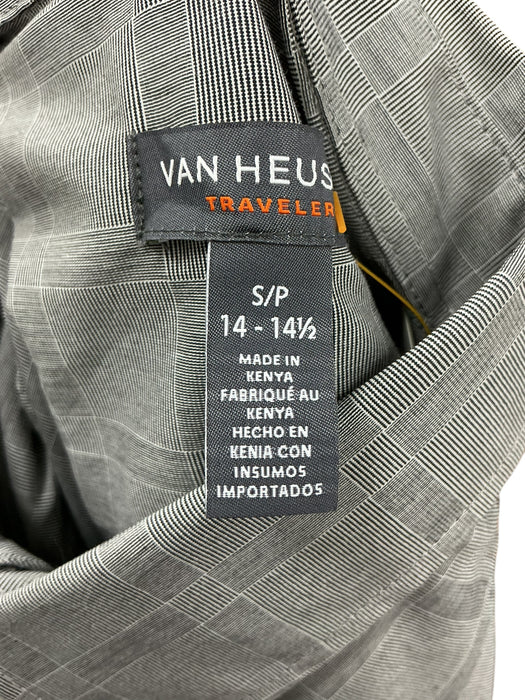 VAN HEUS
TRAVELER
S/P
14 - 14½
MADE IN
KENYA
FABRIQUÉ AU
KENYA
HECHO EN
KENIA CON
INSUMOS
IMPORTADOS